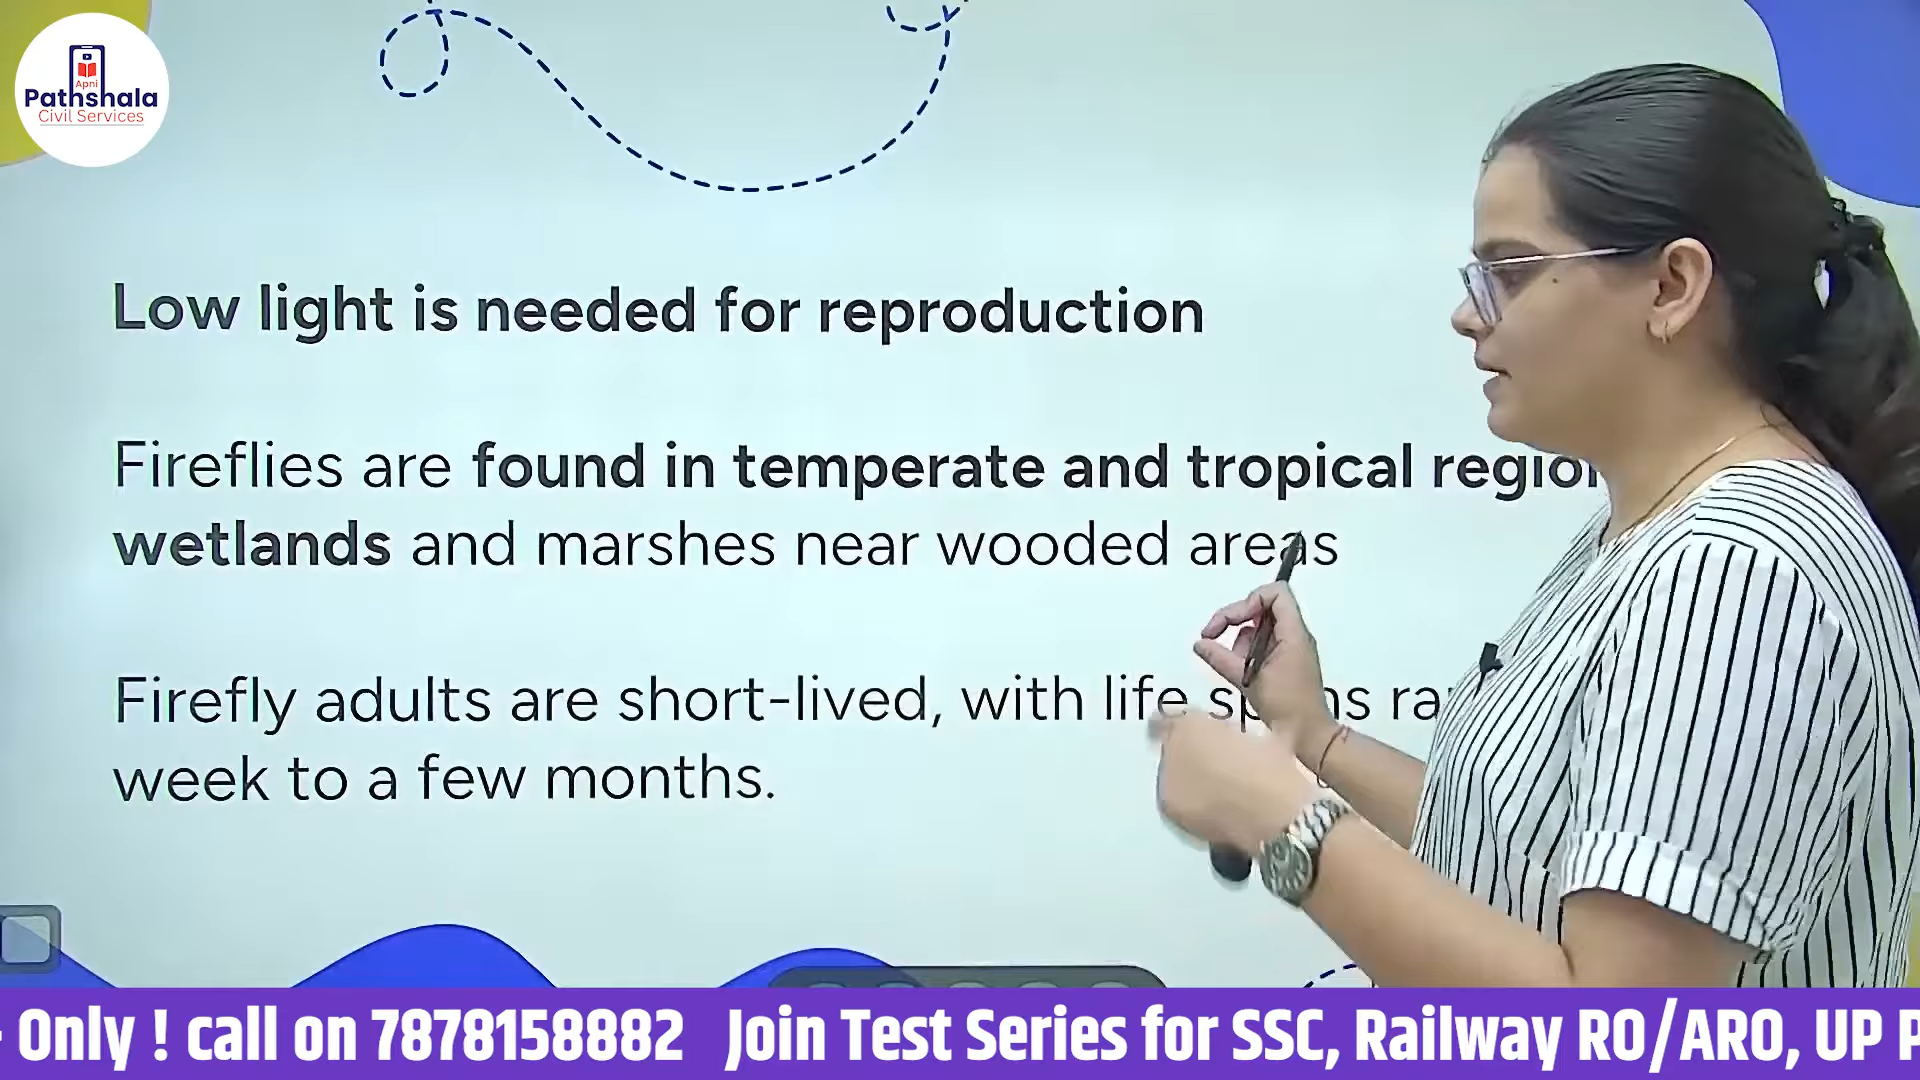 Apni
Pathshala
Civil Services
Low light is needed for reproduction
Fireflies are found in temperate and tropical
wetlands and marshes near wooded areas
Firefly adults are short-lived, with life
week to a few months.
Only ! call on 7878158882 Join Test Series for SSC, Railway RO/ARO, UP